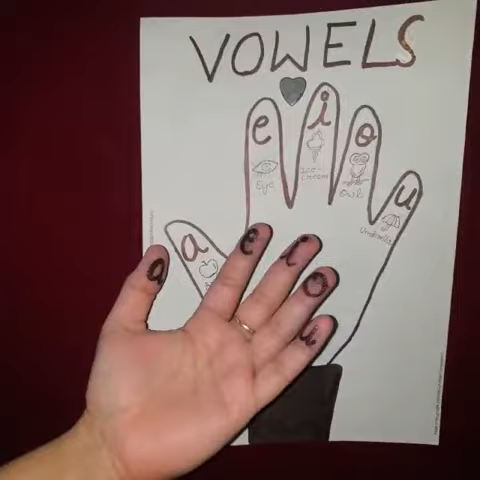 VOWELS
e i o u
eye ice-cream owl umbrella
a
a e i o u